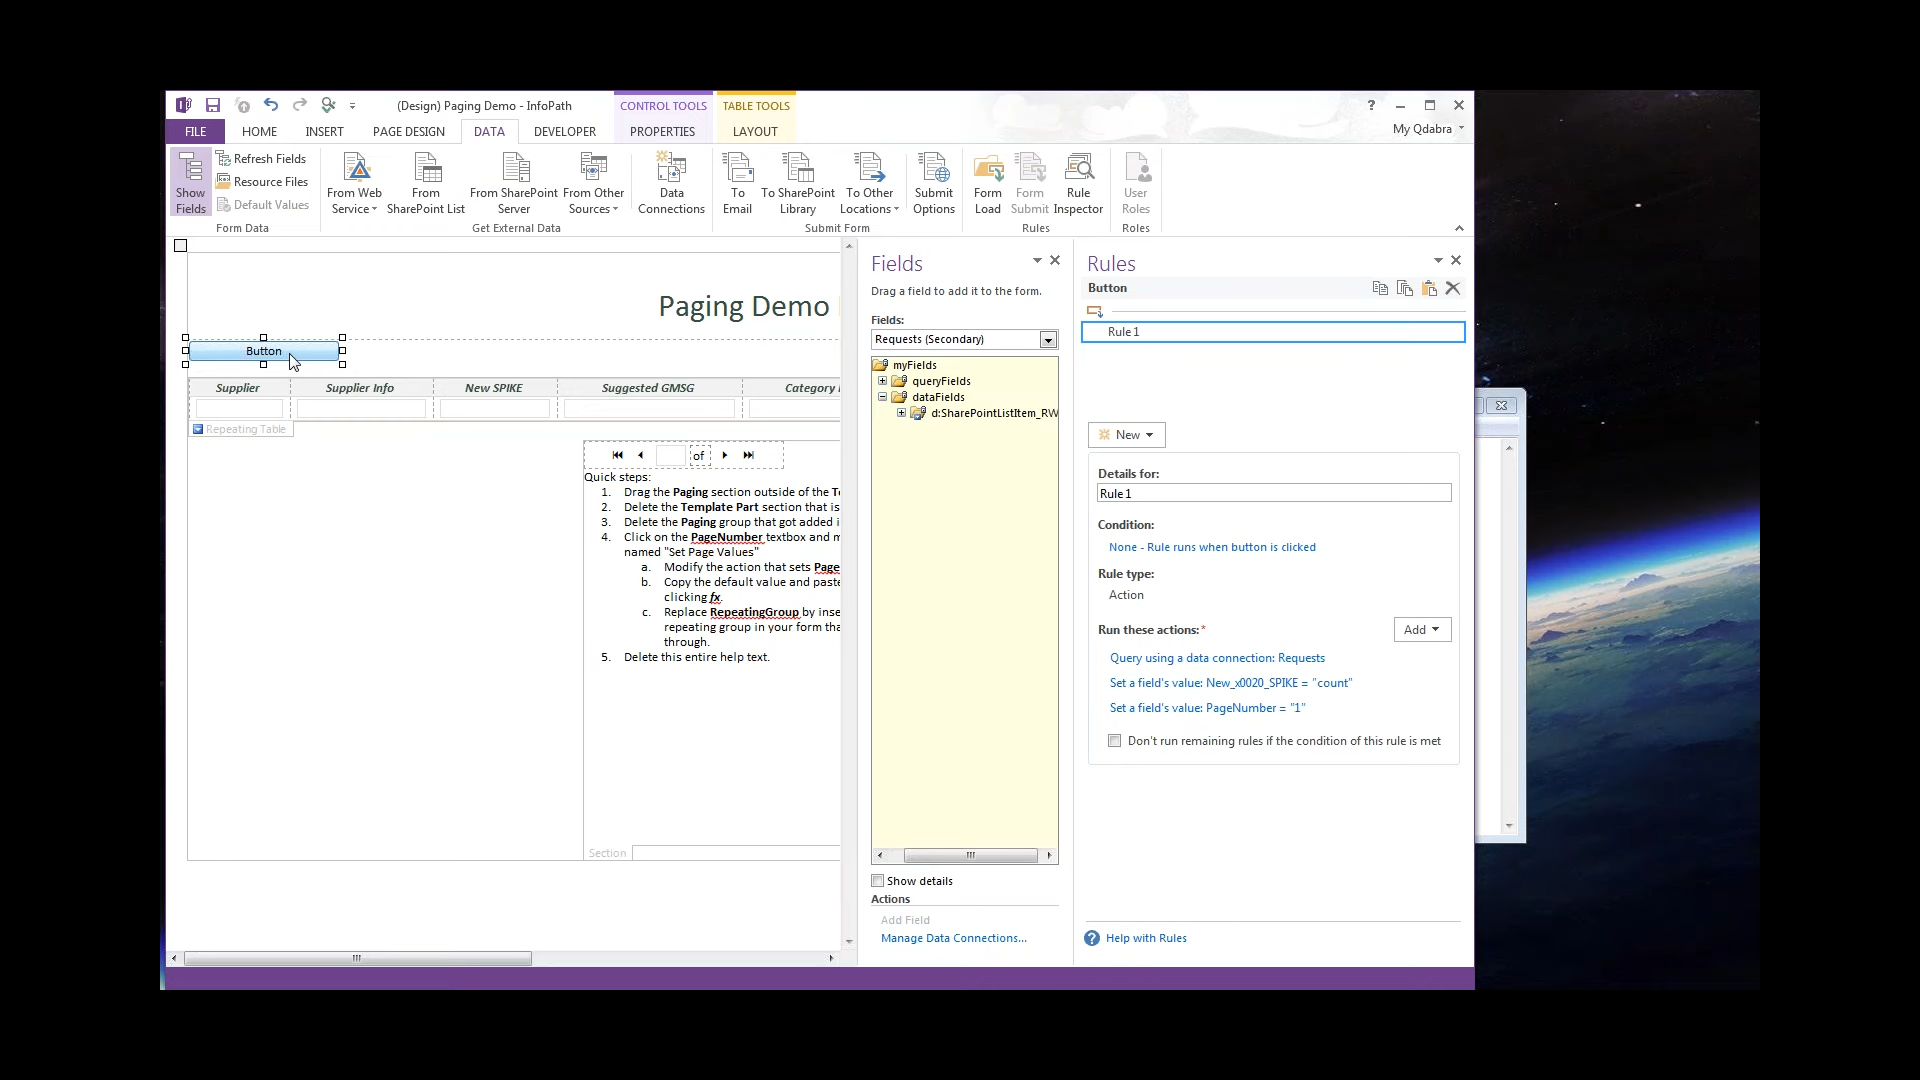 (Design) Paging Demo - InfoPath
CONTROL TOOLS
TABLE TOOLS
?
FILE
HOME
INSERT
PAGE DESIGN
DATA
DEVELOPER
PROPERTIES
LAYOUT
My Qdabra
Show Fields
Refresh Fields
Resource Files
Default Values
Form Data
From Web Service
From SharePoint List
From SharePoint Server
From Other Sources
Data Connections
Get External Data
To Email
To SharePoint Library
To Other Locations
Submit Options
Submit Form
Form Load
Form Submit
Rule Inspector
Rules
User Roles
Roles
Paging Demo
Button
Supplier
Supplier Info
New SPIKE
Suggested GMSG
Category
Repeating Table
of
Quick steps:
1. Drag the Paging section outside of the
2. Delete the Template Part section that is
3. Delete the Paging group that got added
4. Click on the PageNumber textbox and
named "Set Page Values"
a. Modify the action that sets Page
b. Copy the default value and paste
clicking fx.
c. Replace RepeatingGroup by inse
repeating group in your form tha
through.
5. Delete this entire help text.
Section
Fields
Drag a field to add it to the form.
Fields:
Requests (Secondary)
myFields
queryFields
dataFields
d:SharePointListItem_RW
Show details
Actions
Add Field
Manage Data Connections...
Rules
Button
Rule 1
New
Details for:
Rule 1
Condition:
None - Rule runs when button is clicked
Rule type:
Action
Run these actions:*
Add
Query using a data connection: Requests
Set a field's value: New_x0020_SPIKE = "count"
Set a field's value: PageNumber = "1"
Don't run remaining rules if the condition of this rule is met
Help with Rules